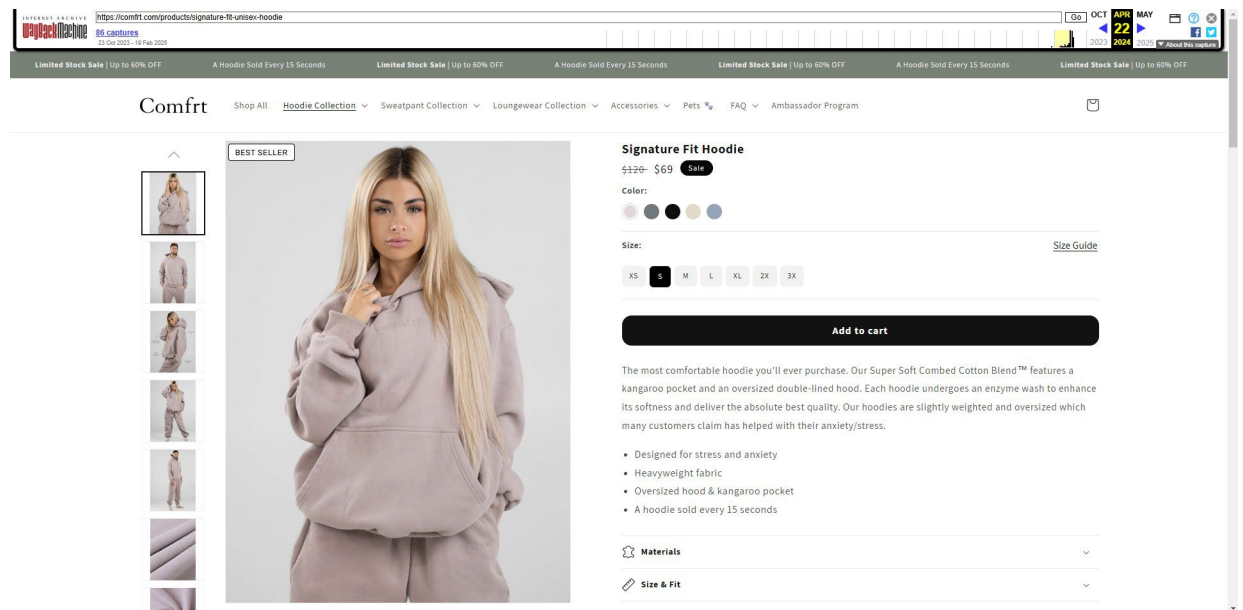 INTERNET ARCHIVE
WayBackMachine
https://comfrt.com/products/signature-fit-unisex-hoodie
Go
OCT APR MAY
86 captures
22
23 Oct 2023 - 19 Feb 2025
2023 2024 2025
About this capture
Limited Stock Sale | Up to 60% OFF A Hoodie Sold Every 15 Seconds Limited Stock Sale | Up to 60% OFF A Hoodie Sold Every 15 Seconds Limited Stock Sale | Up to 60% OFF A Hoodie Sold Every 15 Seconds Limited Stock Sale | Up to 60% OFF
Comfrt Shop All Hoodie Collection Sweatpant Collection Loungewear Collection Accessories Pets 🐾 FAQ Ambassador Program
BEST SELLER
Signature Fit Hoodie
$120 $69 Sale
Color:
Size: Size Guide
XS S M L XL 2X 3X
Add to cart
The most comfortable hoodie you'll ever purchase. Our Super Soft Combed Cotton Blend™ features a
kangaroo pocket and an oversized double-lined hood. Each hoodie undergoes an enzyme wash to enhance
its softness and deliver the absolute best quality. Our hoodies are slightly weighted and oversized which
many customers claim has helped with their anxiety/stress.
• Designed for stress and anxiety
• Heavyweight fabric
• Oversized hood & kangaroo pocket
• A hoodie sold every 15 seconds
Materials
Size & Fit